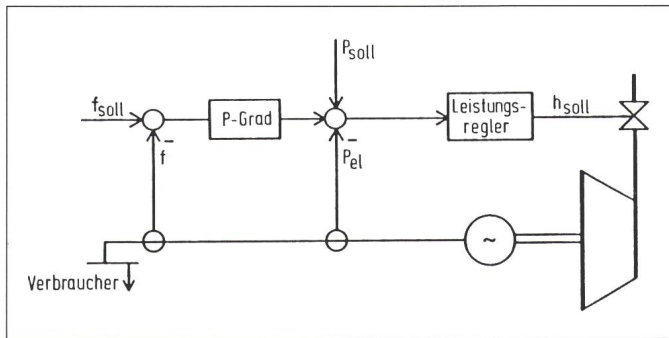 P_soll
f_soll
P-Grad
Leistungs-
regler
h_soll
-
f
-
P_el
~
Verbraucher